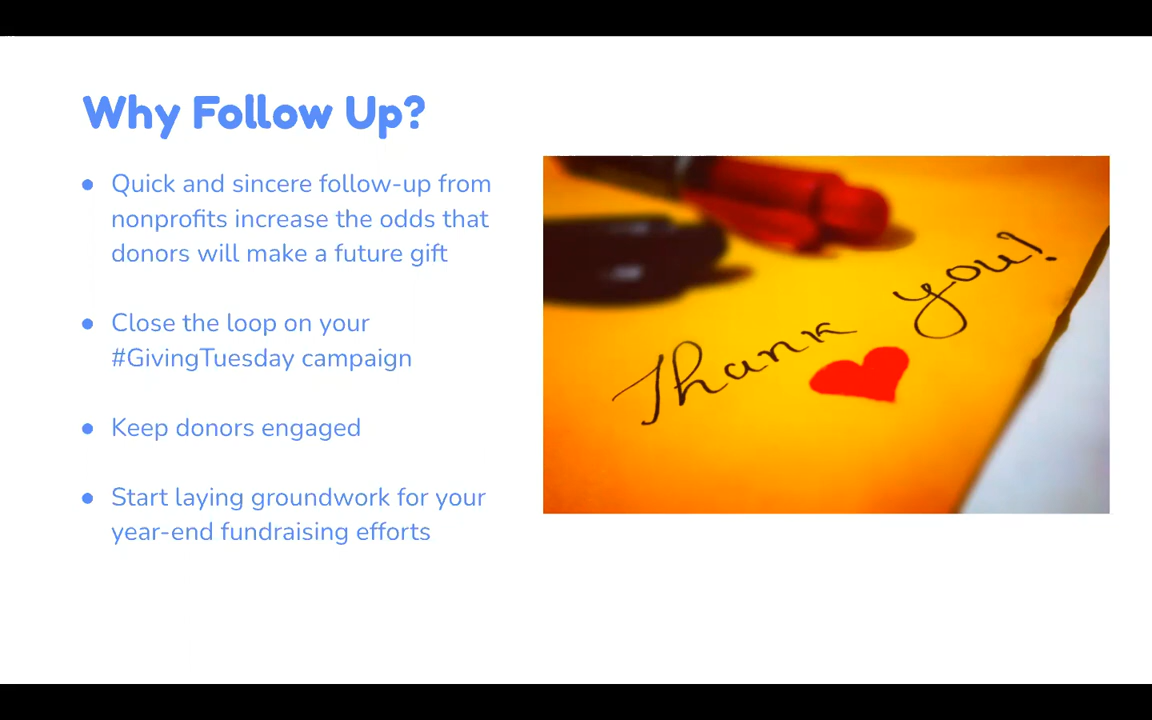 Why Follow Up?
● Quick and sincere follow-up from
nonprofits increase the odds that
donors will make a future gift
● Close the loop on your
#GivingTuesday campaign
● Keep donors engaged
● Start laying groundwork for your
year-end fundraising efforts
Thank you!